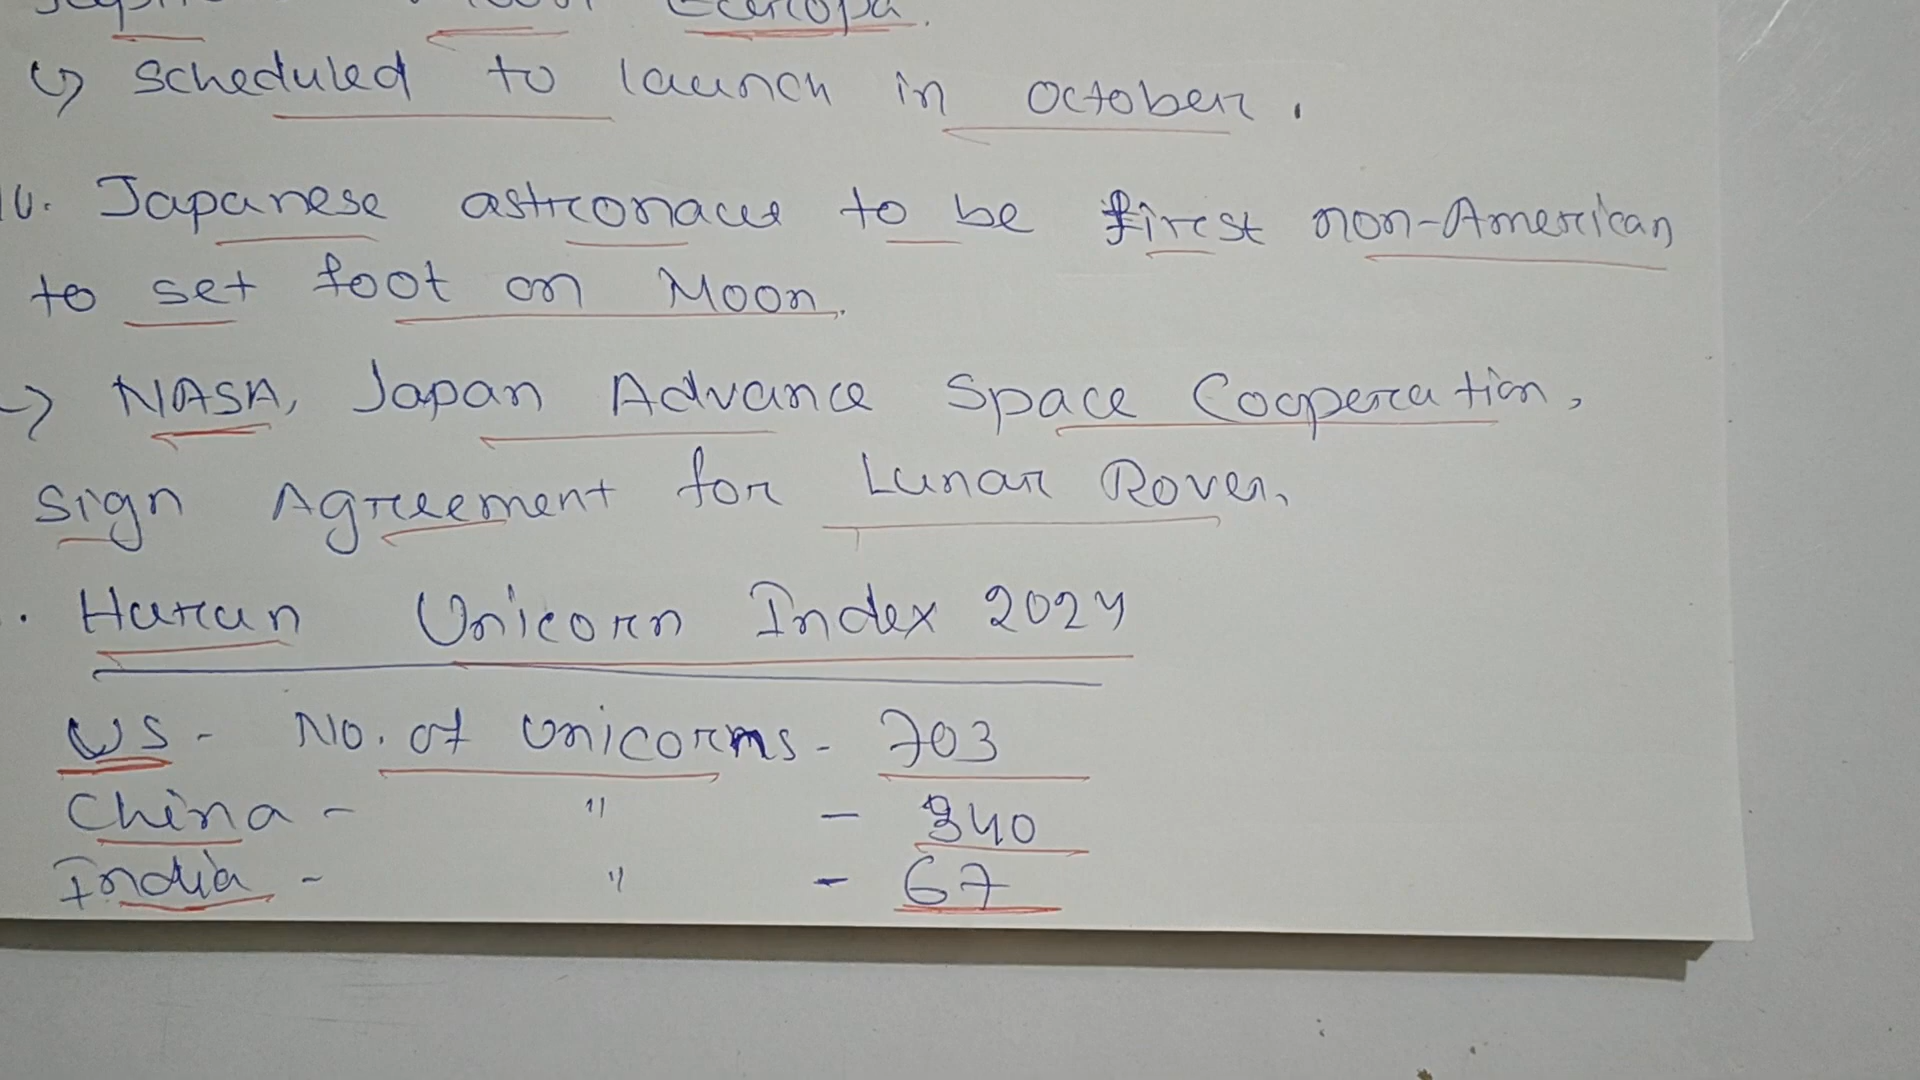 Europa.
↳ scheduled to launch in october.
10. Japanese astronaut to be first non-American
to set foot on Moon.
→ NASA, Japan Advance Space Cooperation,
sign Agreement for Lunar Rover.
. Hurun Unicorn Index 2024
US - No. of unicorns - 703
China - " - 340
India - " - 67